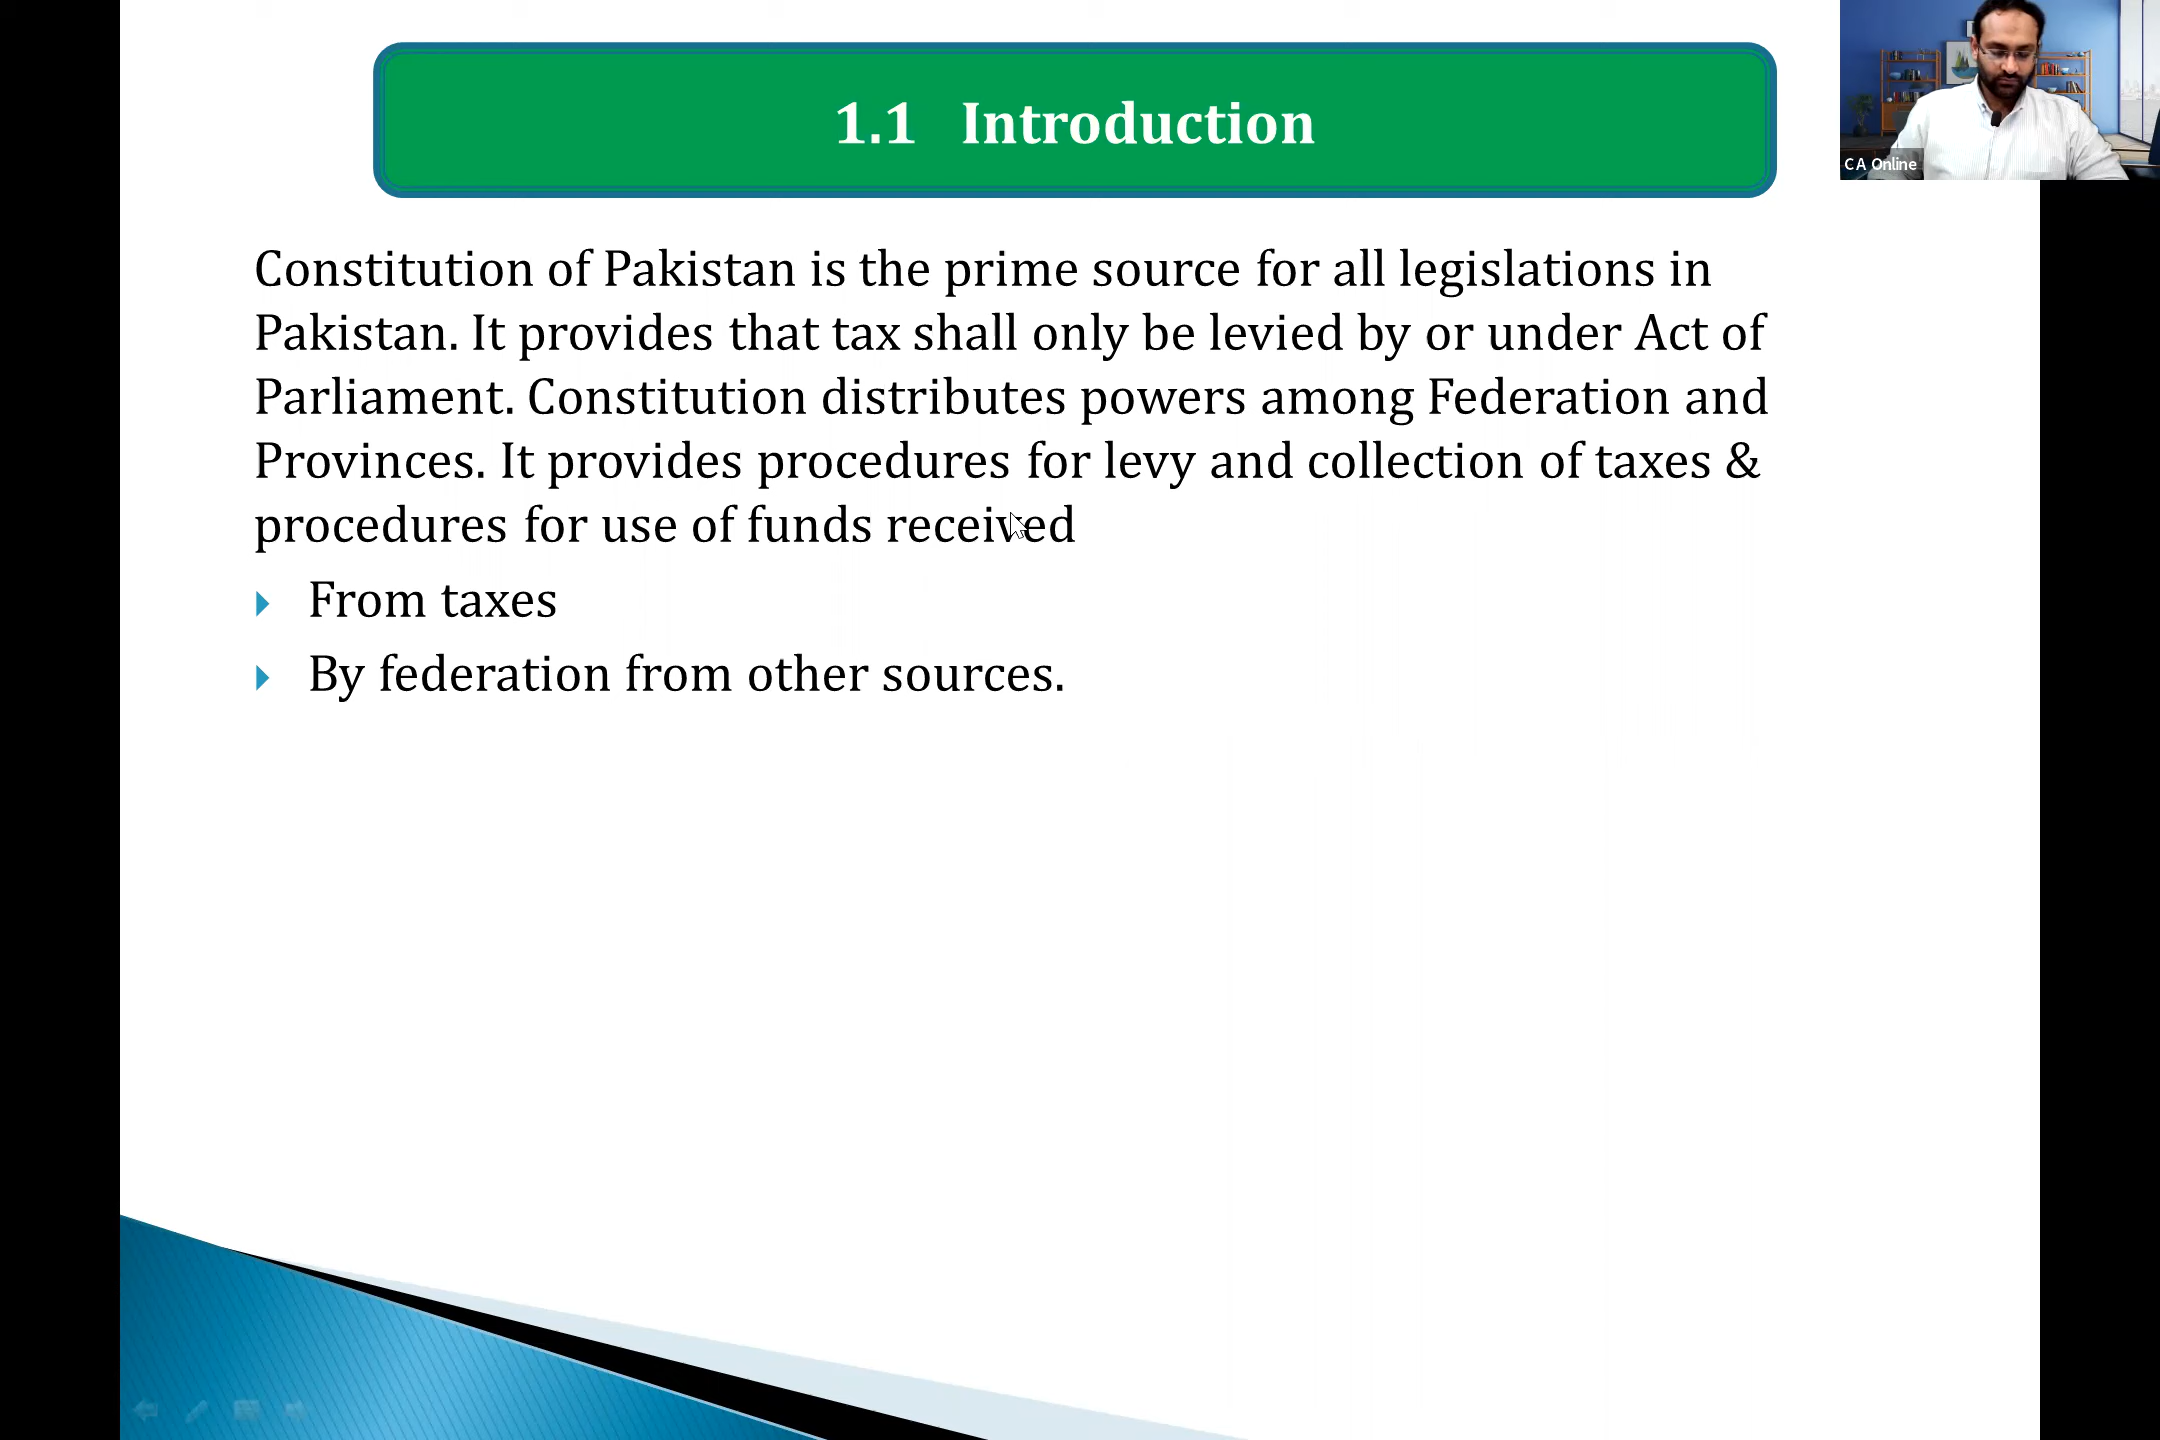 1.1 Introduction
C A Online
Constitution of Pakistan is the prime source for all legislations in
Pakistan. It provides that tax shall only be levied by or under Act of
Parliament. Constitution distributes powers among Federation and
Provinces. It provides procedures for levy and collection of taxes &
procedures for use of funds received
From taxes
By federation from other sources.